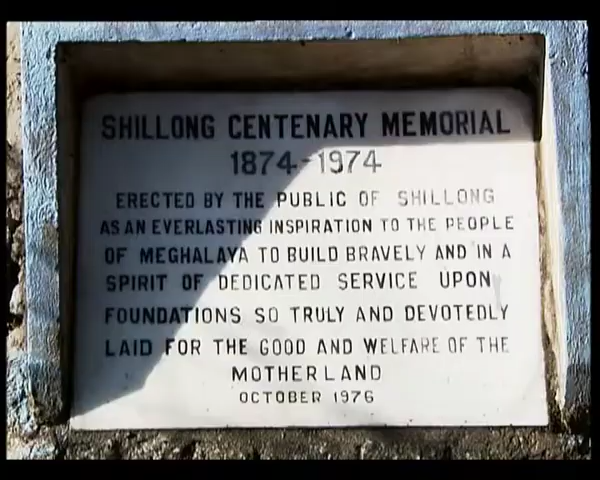 SHILLONG CENTENARY MEMORIAL
1874-1974
ERECTED BY THE PUBLIC OF SHILLONG
AS AN EVERLASTING INSPIRATION TO THE PEOPLE
OF MEGHALAYA TO BUILD BRAVELY AND IN A
SPIRIT OF DEDICATED SERVICE UPON
FOUNDATIONS SO TRULY AND DEVOTEDLY
LAID FOR THE GOOD AND WELFARE OF THE
MOTHERLAND
OCTOBER 1976